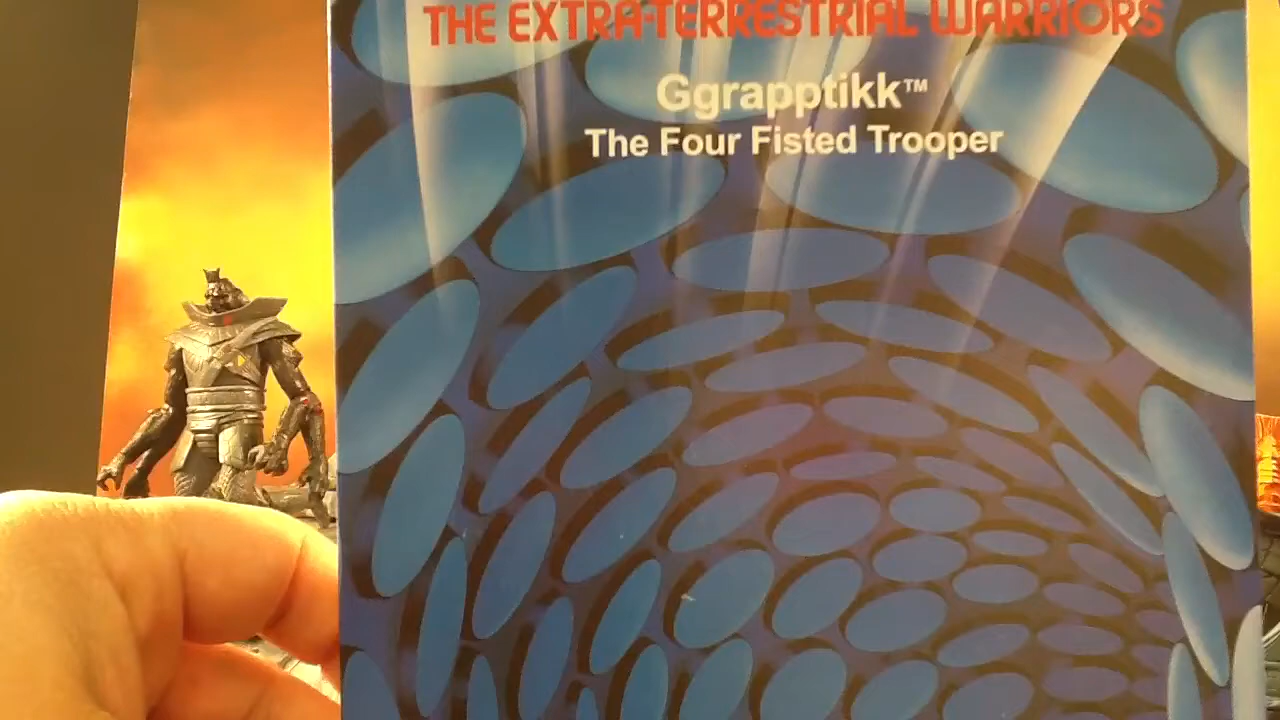 THE EXTRA-TERRESTRIAL WARRIORS
Ggrapptikk™
The Four Fisted Trooper